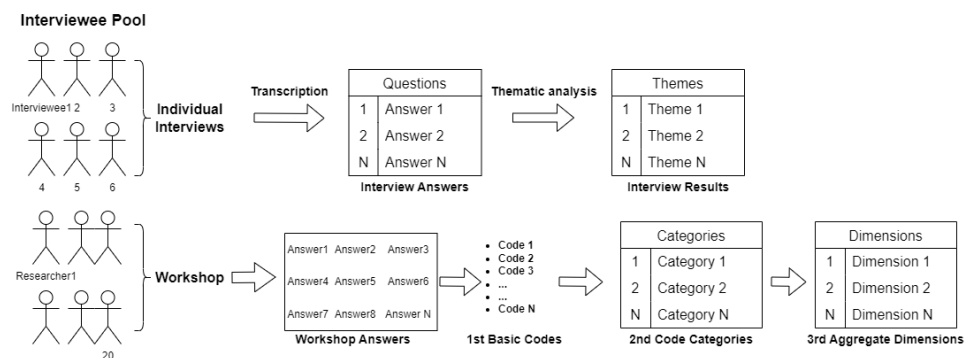 Interviewee Pool
Interviewee1 2 3
4 5 6
Individual
Interviews
Transcription
Questions
1 Answer 1
2 Answer 2
N Answer N
Interview Answers
Thematic analysis
Themes
1 Theme 1
2 Theme 2
N Theme N
Interview Results
Researcher1
20
Workshop
Answer1 Answer2 Answer3
Answer4 Answer5 Answer6
Answer7 Answer8 Answer N
Workshop Answers
• Code 1
• Code 2
• Code 3
• ...
• ...
• Code N
1st Basic Codes
Categories
1 Category 1
2 Category 2
N Category N
2nd Code Categories
Dimensions
1 Dimension 1
2 Dimension 2
N Dimension N
3rd Aggregate Dimensions